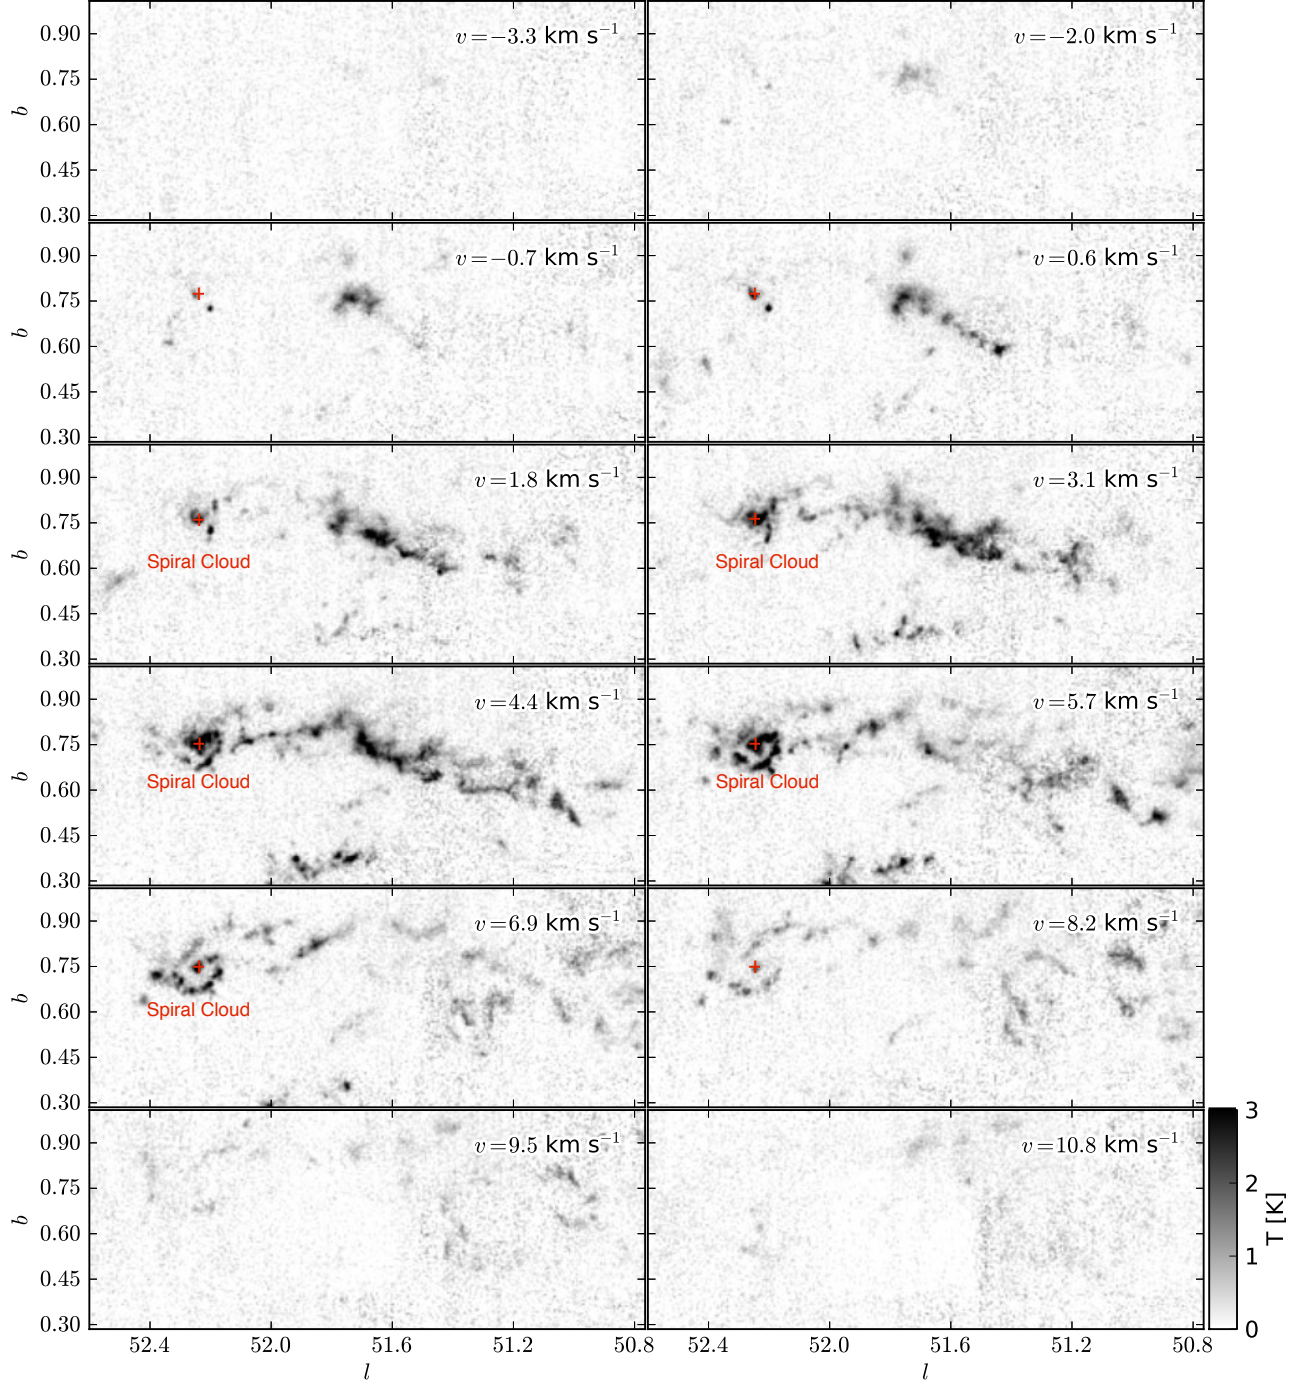 v=−3.3 km s⁻¹
v=−2.0 km s⁻¹
0.90
0.75
b
0.60
0.45
0.30
v=−0.7 km s⁻¹
v=0.6 km s⁻¹
0.90
0.75
b
0.60
0.45
0.30
v=1.8 km s⁻¹
v=3.1 km s⁻¹
0.90
0.75
b
0.60
0.45
0.30
Spiral Cloud
Spiral Cloud
v=4.4 km s⁻¹
v=5.7 km s⁻¹
0.90
0.75
b
0.60
0.45
0.30
Spiral Cloud
Spiral Cloud
v=6.9 km s⁻¹
v=8.2 km s⁻¹
0.90
0.75
b
0.60
0.45
0.30
Spiral Cloud
v=9.5 km s⁻¹
v=10.8 km s⁻¹
0.90
0.75
b
0.60
0.45
0.30
52.4 52.0 51.6 51.2 50.8
l
52.4 52.0 51.6 51.2 50.8
l
3
2
1
0
T [K]